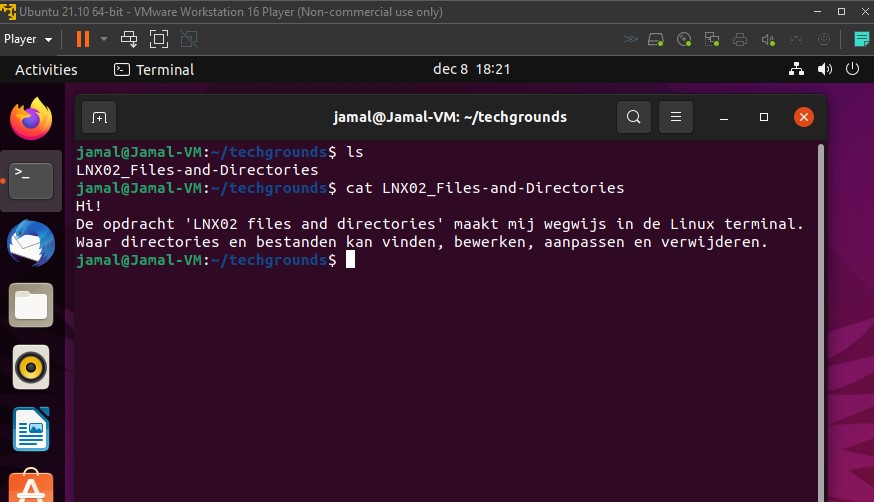 Ubuntu 21.10 64-bit - VMware Workstation 16 Player (Non-commercial use only)
Player
Activities
Terminal
dec 8 18:21
jamal@Jamal-VM: ~/techgrounds
jamal@Jamal-VM:~/techgrounds$ ls
LNX02_Files-and-Directories
jamal@Jamal-VM:~/techgrounds$ cat LNX02_Files-and-Directories
Hi!
De opdracht 'LNX02 files and directories' maakt mij wegwijs in de Linux terminal.
Waar directories en bestanden kan vinden, bewerken, aanpassen en verwijderen.
jamal@Jamal-VM:~/techgrounds$